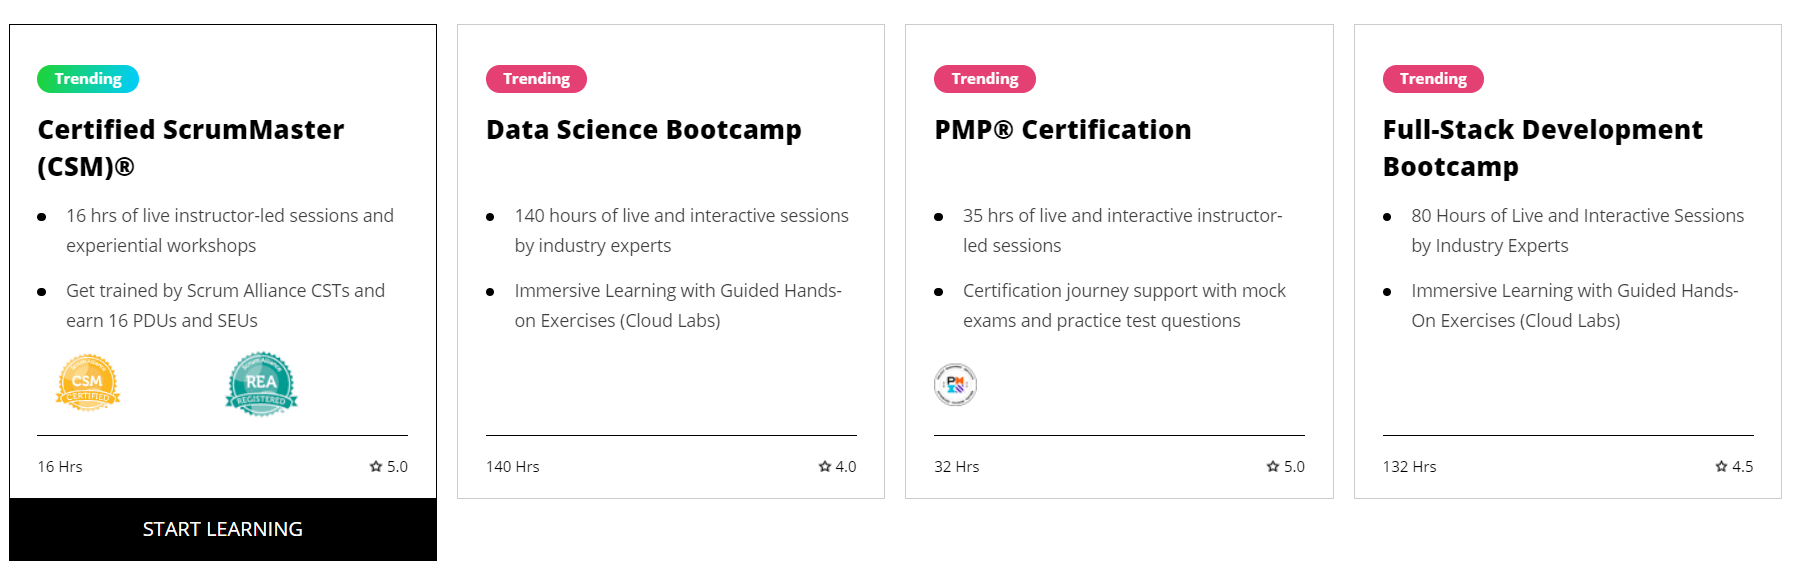 Trending
Certified ScrumMaster
(CSM)®
16 hrs of live instructor-led sessions and
experiential workshops
Get trained by Scrum Alliance CSTs and
earn 16 PDUs and SEUs
CSM
CERTIFIED
REA
REGISTERED
16 Hrs
5.0
START LEARNING
Trending
Data Science Bootcamp
140 hours of live and interactive sessions
by industry experts
Immersive Learning with Guided Hands-
on Exercises (Cloud Labs)
140 Hrs
4.0
Trending
PMP® Certification
35 hrs of live and interactive instructor-
led sessions
Certification journey support with mock
exams and practice test questions
32 Hrs
5.0
Trending
Full-Stack Development
Bootcamp
80 Hours of Live and Interactive Sessions
by Industry Experts
Immersive Learning with Guided Hands-
On Exercises (Cloud Labs)
132 Hrs
4.5